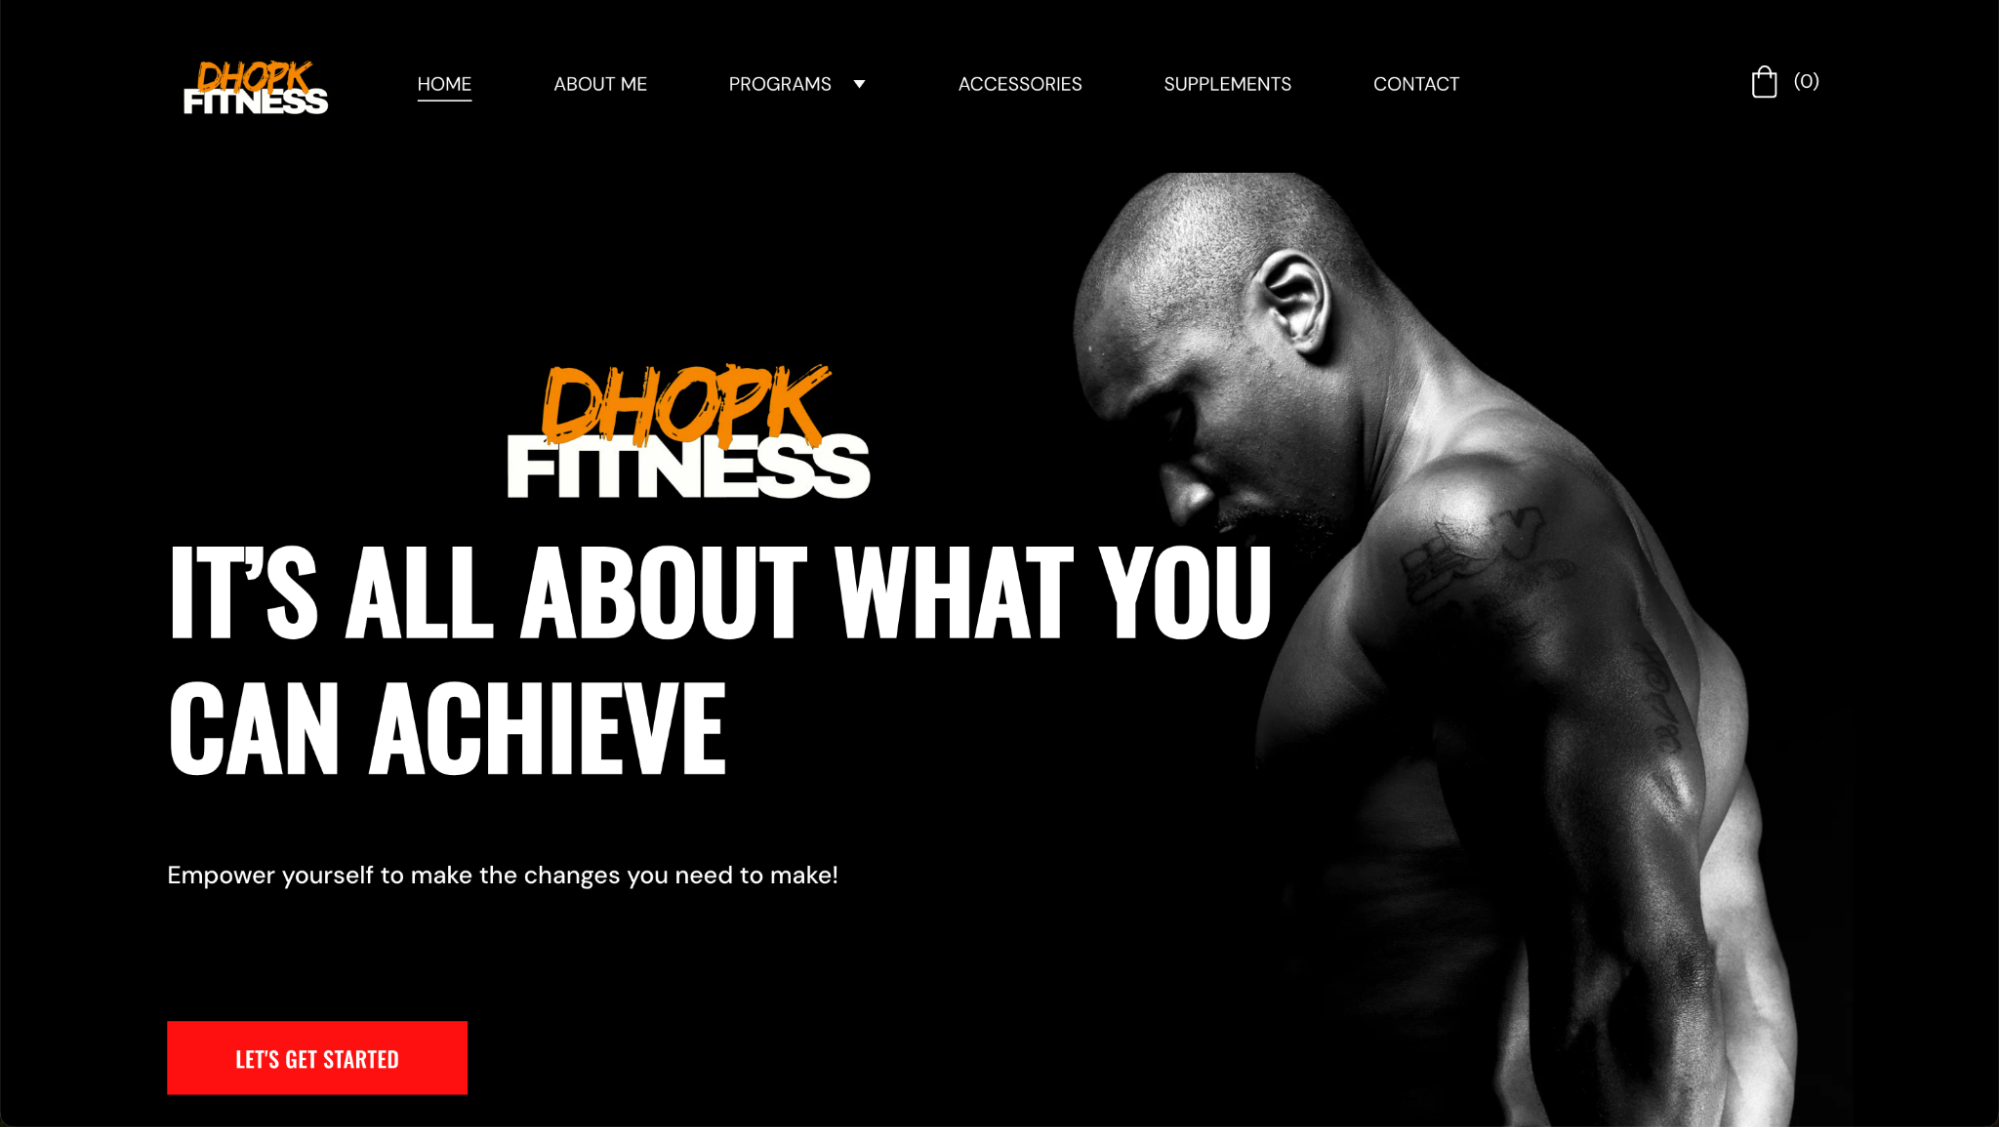 DHOPK
FITNESS
HOME
ABOUT ME
PROGRAMS
ACCESSORIES
SUPPLEMENTS
CONTACT
(0)
DHOPK
FITNESS
IT’S ALL ABOUT WHAT YOU
CAN ACHIEVE
Empower yourself to make the changes you need to make!
LET'S GET STARTED